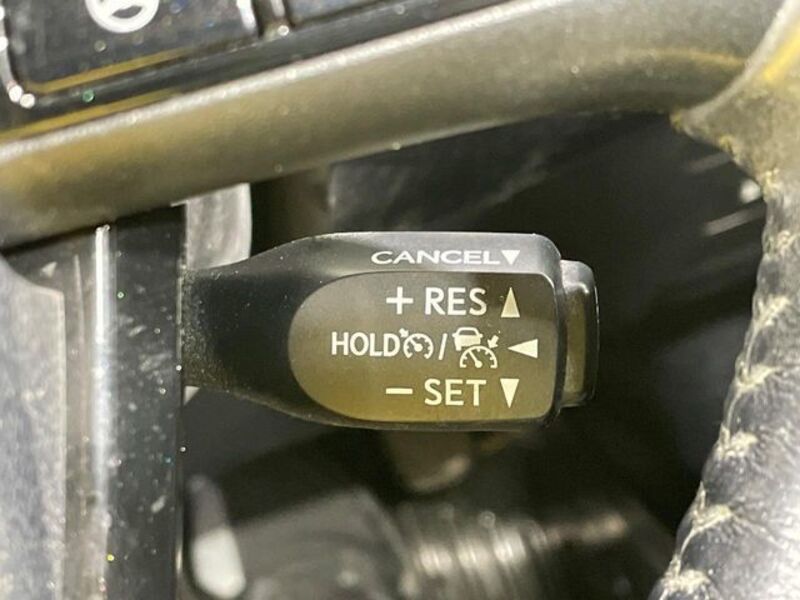 CANCEL▼
+ RES ▲
HOLD / ◀
− SET ▼